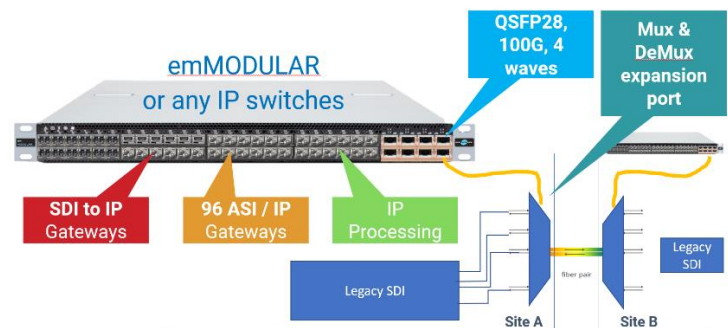 emMODULAR
or any IP switches
QSFP28,
100G, 4
waves
Mux &
DeMux
expansion
port
SDI to IP
Gateways
96 ASI / IP
Gateways
IP
Processing
Legacy SDI
fiber pair
Legacy
SDI
Site A
Site B